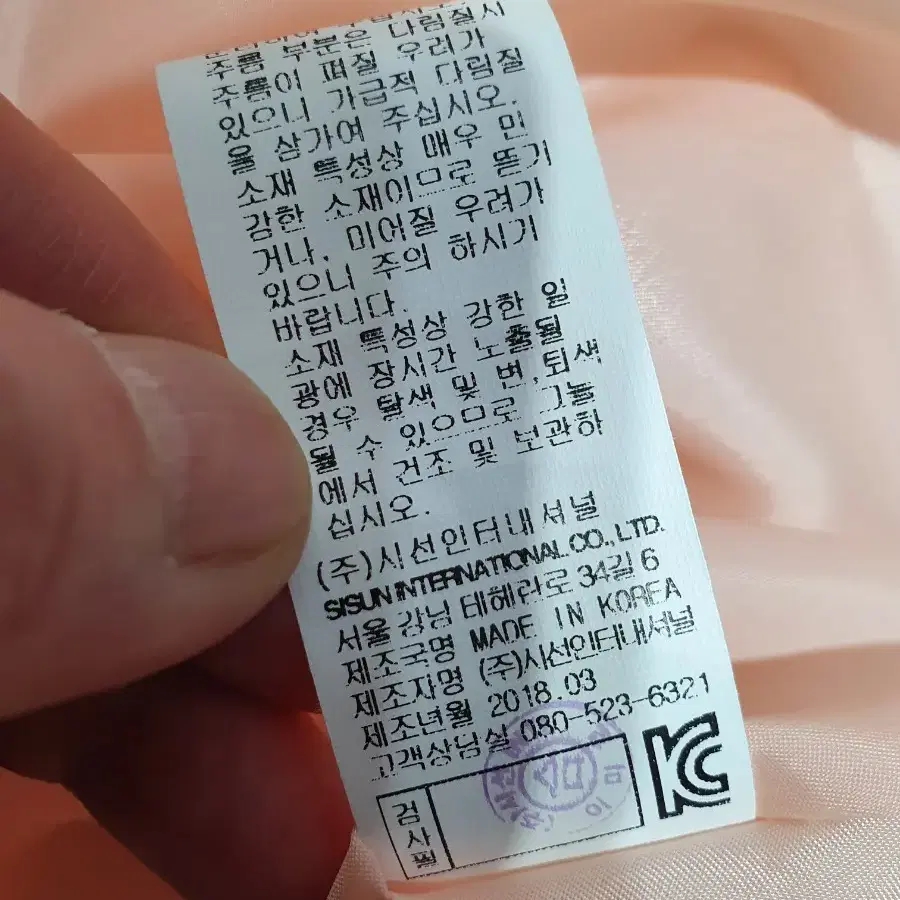 주름 부분은 다림질시
주름이 펴질 우려가
있으니 가급적 다림질
을 삼가여 주십시오.
소재 특성상 매우 민
감한 소재이므로 뜯기
거나, 미어질 우려가
있으니 주의 하시기
바랍니다.
소재 특성상 강한 일
광에 장시간 노출될
경우 탈색 및 변,퇴색
될 수 있으므로 그늘
에서 건조 및 보관하
십시오.
(주)시선인터내셔널
SISUN INTERNATIONAL CO., LTD.
서울 강남 테헤란로 34길 6
제조국명 MADE IN KOREA
제조자명 (주)시선인터내셔널
제조년월 2018.03
고객상담실 080-523-6321
검사필
KC